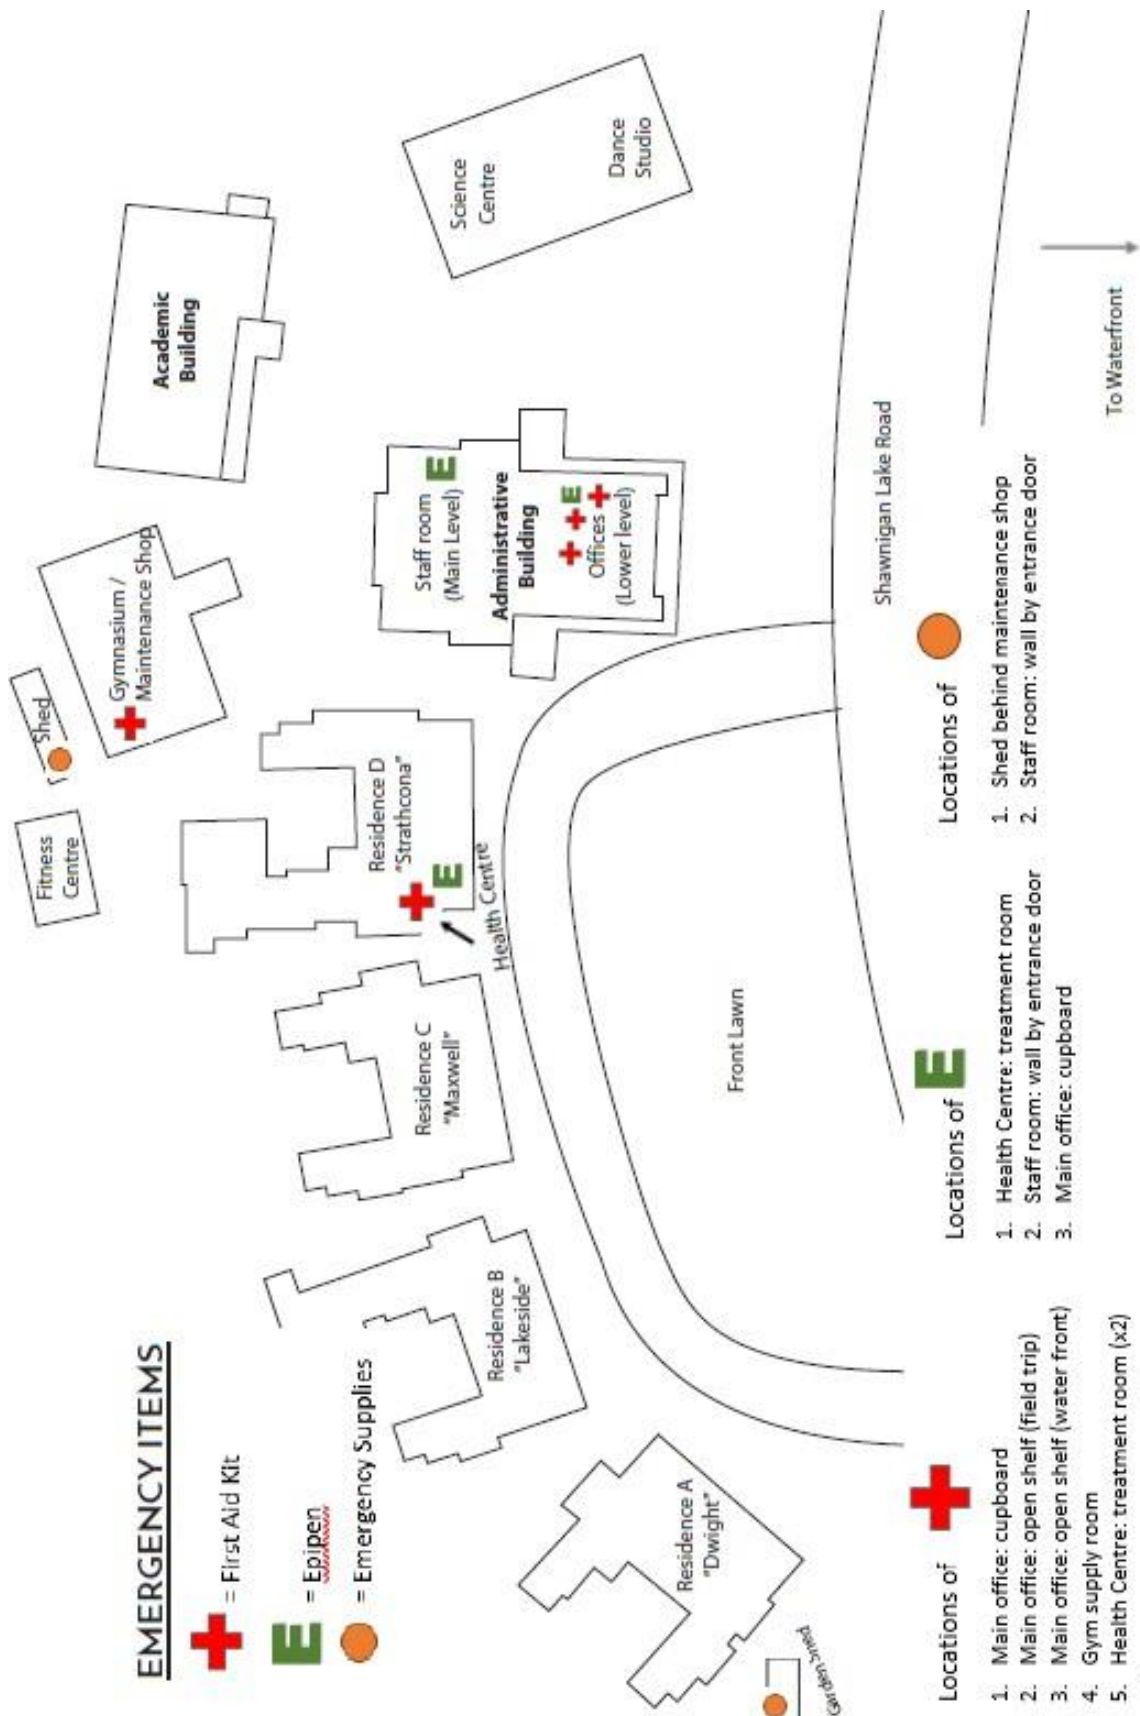 EMERGENCY ITEMS
= First Aid Kit
E = Epipen
= Emergency Supplies
Fitness
Centre
Shed
Gymnasium /
Maintenance Shop
Academic
Building
Science
Centre
Dance
Studio
Staff room
(Main Level)
E
Administrative
Building
E
Offices
(Lower level)
Residence D
"Strathcona"
E
Health Centre
Residence C
"Maxwell"
Residence B
"Lakeside"
Residence A
"Dwight"
Garden Shed
Front Lawn
Shawnigan Lake Road
To Waterfront
Locations of
1. Main office: cupboard
2. Main office: open shelf (field trip)
3. Main office: open shelf (water front)
4. Gym supply room
5. Health Centre: treatment room (x2)
Locations of E
1. Health Centre: treatment room
2. Staff room: wall by entrance door
3. Main office: cupboard
Locations of
1. Shed behind maintenance shop
2. Staff room: wall by entrance door